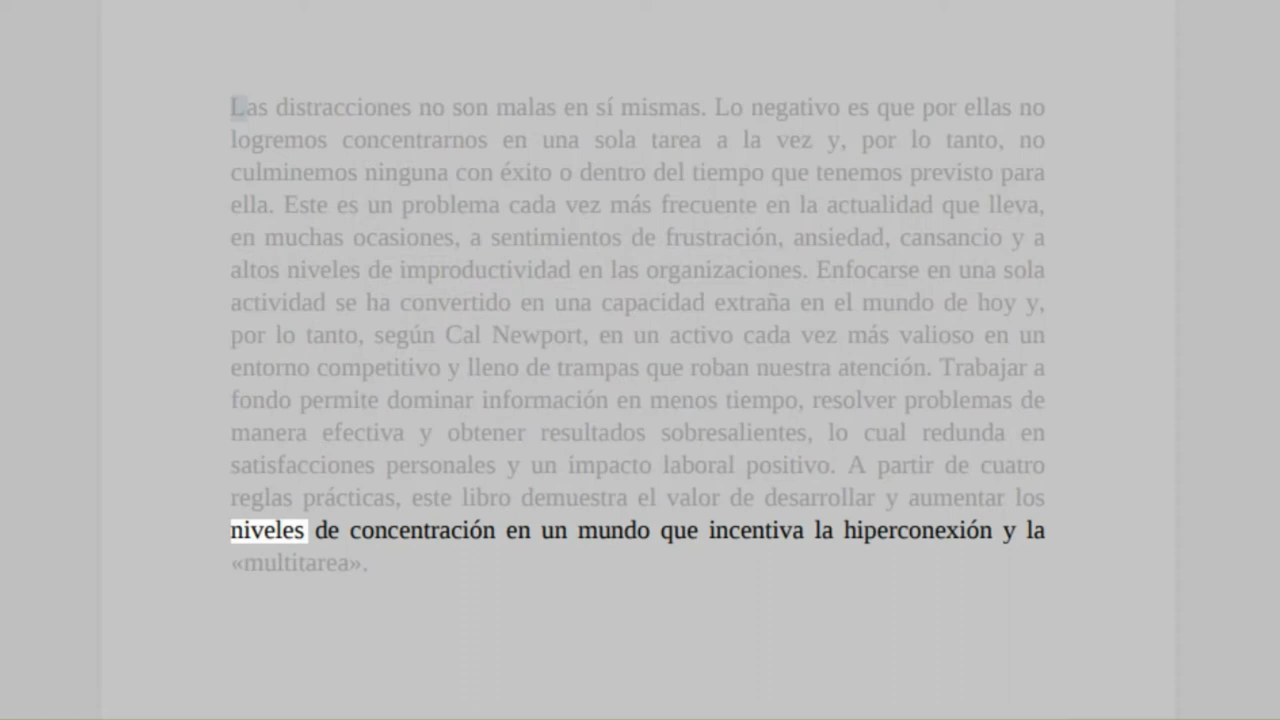 Las distracciones no son malas en sí mismas. Lo negativo es que por ellas no
logremos concentrarnos en una sola tarea a la vez y, por lo tanto, no
culminemos ninguna con éxito o dentro del tiempo que tenemos previsto para
ella. Este es un problema cada vez más frecuente en la actualidad que lleva,
en muchas ocasiones, a sentimientos de frustración, ansiedad, cansancio y a
altos niveles de improductividad en las organizaciones. Enfocarse en una sola
actividad se ha convertido en una capacidad extraña en el mundo de hoy y,
por lo tanto, según Cal Newport, en un activo cada vez más valioso en un
entorno competitivo y lleno de trampas que roban nuestra atención. Trabajar a
fondo permite dominar información en menos tiempo, resolver problemas de
manera efectiva y obtener resultados sobresalientes, lo cual redunda en
satisfacciones personales y un impacto laboral positivo. A partir de cuatro
reglas prácticas, este libro demuestra el valor de desarrollar y aumentar los
niveles de concentración en un mundo que incentiva la hiperconexión y la
«multitarea».